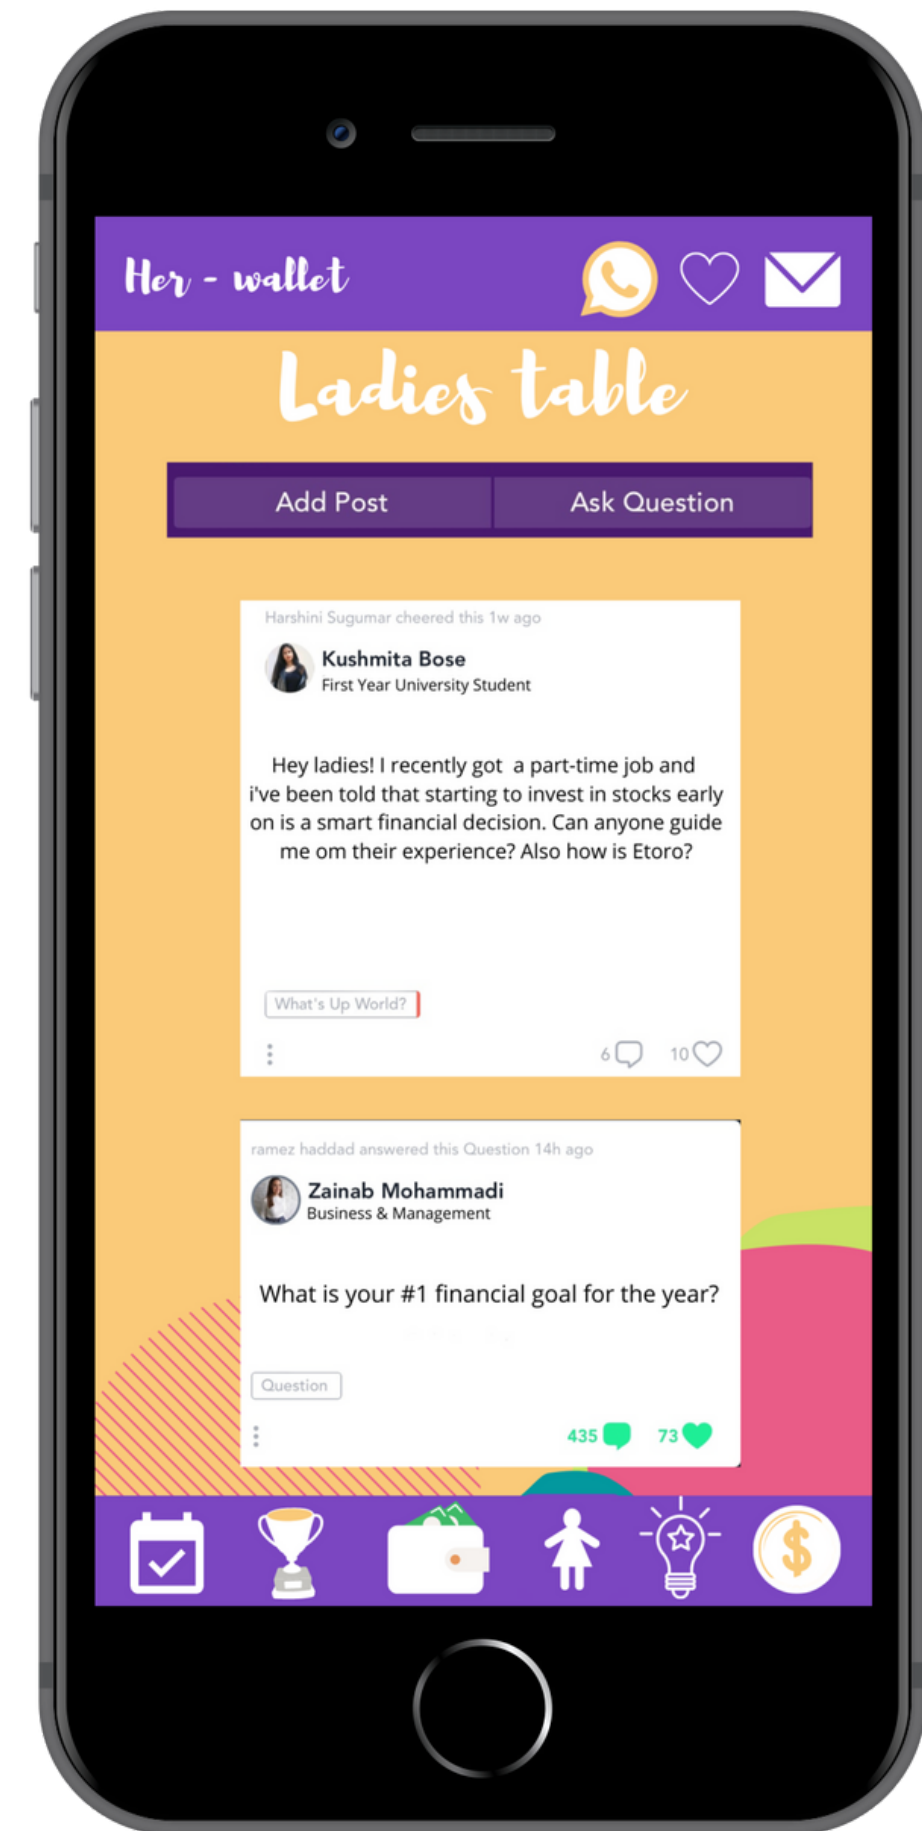 Her - wallet
Ladies table
Add Post
Ask Question
Harshini Sugumar cheered this 1w ago
Kushmita Bose
First Year University Student
Hey ladies! I recently got a part-time job and
i've been told that starting to invest in stocks early
on is a smart financial decision. Can anyone guide
me om their experience? Also how is Etoro?
What's Up World?
6
10
ramez haddad answered this Question 14h ago
Zainab Mohammadi
Business & Management
What is your #1 financial goal for the year?
Question
435
73
$